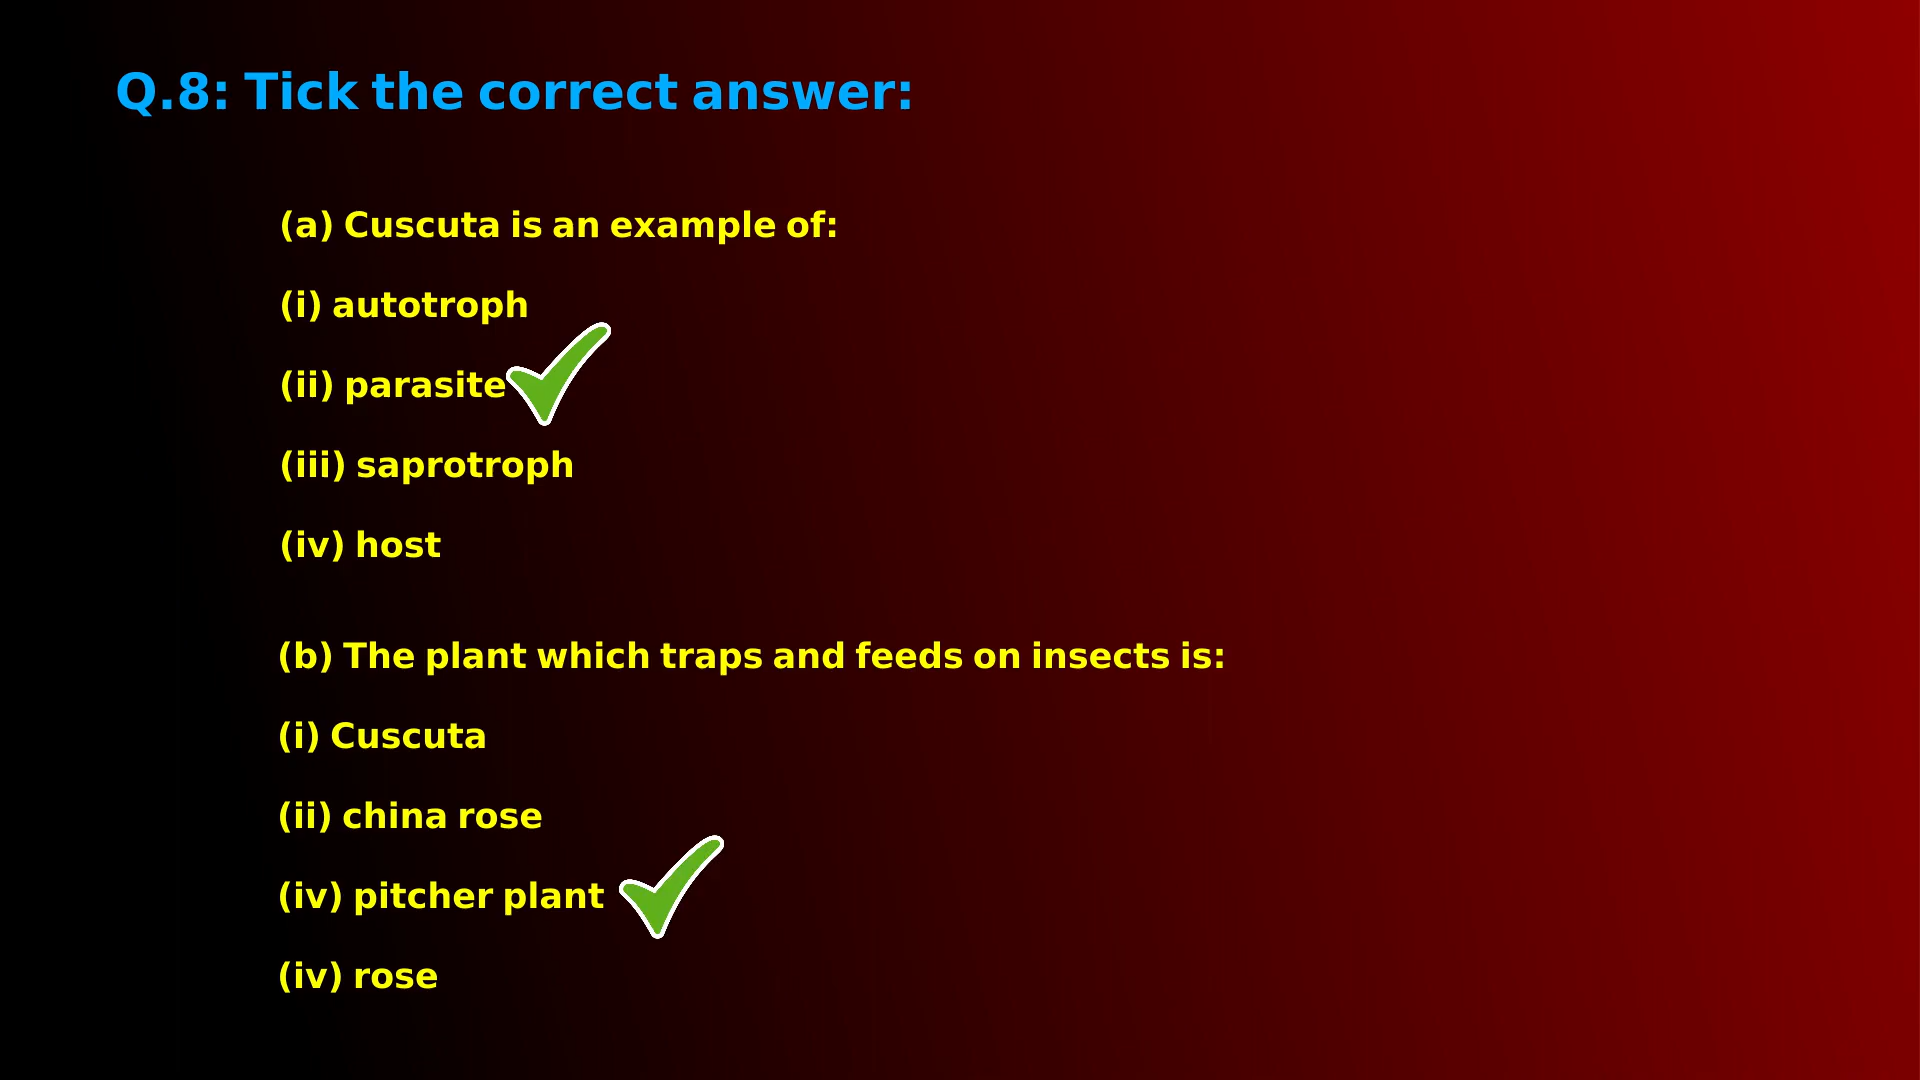 Q.8: Tick the correct answer:
(a) Cuscuta is an example of:
(i) autotroph
(ii) parasite
(iii) saprotroph
(iv) host
(b) The plant which traps and feeds on insects is:
(i) Cuscuta
(ii) china rose
(iv) pitcher plant
(iv) rose